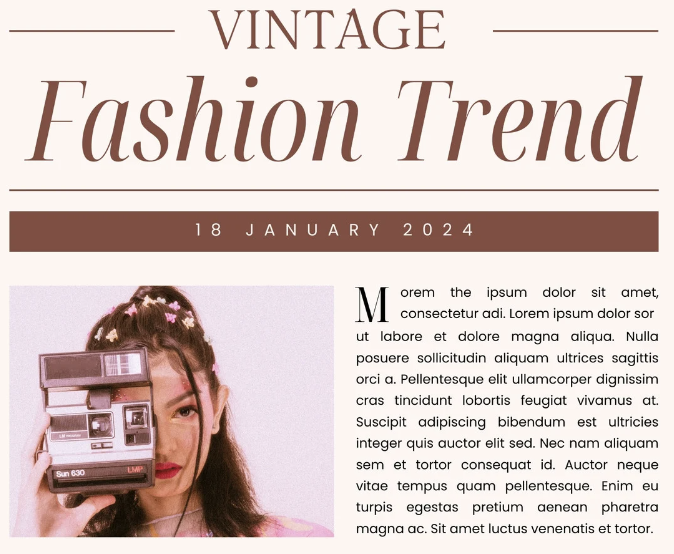 VINTAGE
Fashion Trend
18 JANUARY 2024
Morem the ipsum dolor sit amet,
consectetur adi. Lorem ipsum dolor sor
ut labore et dolore magna aliqua. Nulla
posuere sollicitudin aliquam ultrices sagittis
orci a. Pellentesque elit ullamcorper dignissim
cras tincidunt lobortis feugiat vivamus at.
Suscipit adipiscing bibendum est ultricies
integer quis auctor elit sed. Nec nam aliquam
sem et tortor consequat id. Auctor neque
vitae tempus quam pellentesque. Enim eu
turpis egestas pretium aenean pharetra
magna ac. Sit amet luctus venenatis et tortor.
Sun 630
LMS